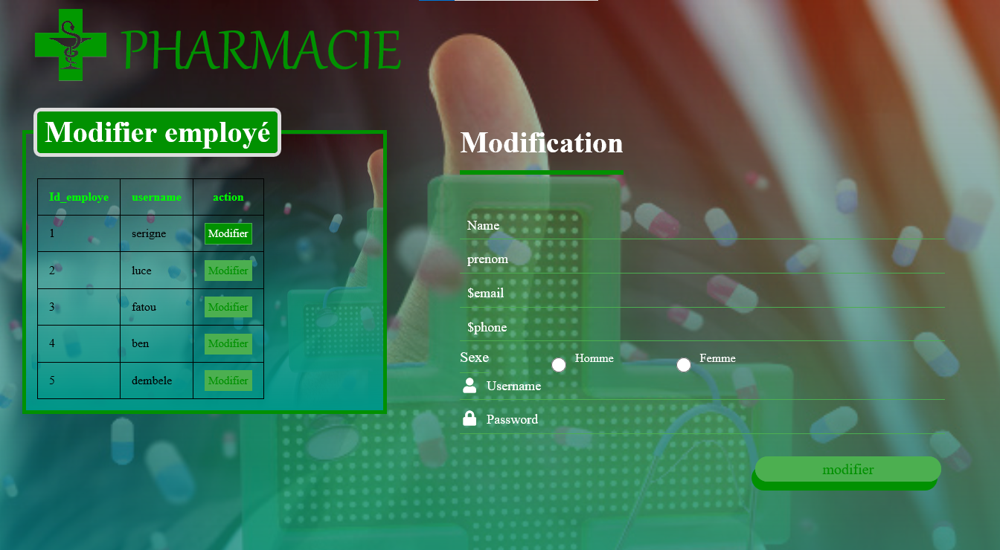 PHARMACIE
Modifier employé
Id_employe username action
1 serigne Modifier
2 luce Modifier
3 fatou Modifier
4 ben Modifier
5 dembele Modifier
Modification
Name
prenom
$email
$phone
Sexe Homme Femme
Username
Password
modifier